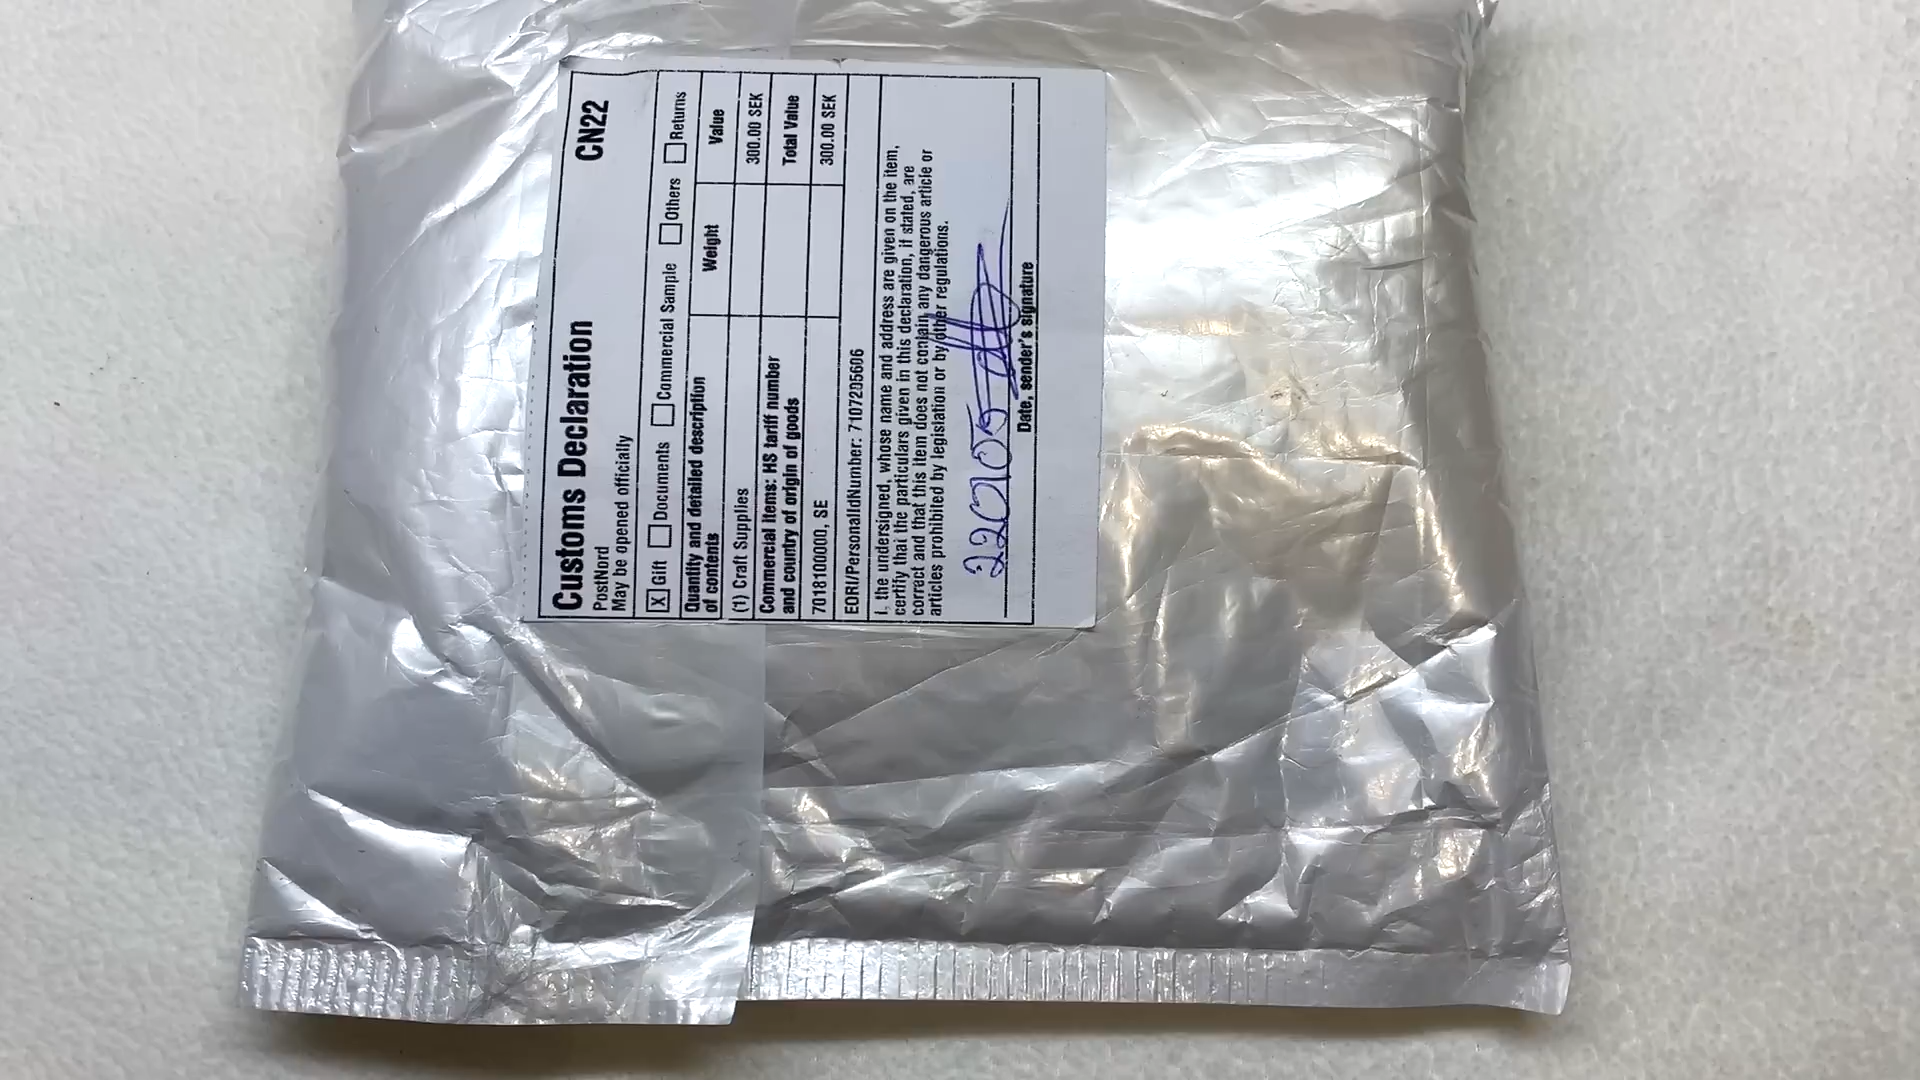 Customs Declaration CN22
PostNord
May be opened officially
X Gift Documents Commercial Sample Others Returns
Quantity and detailed description Weight Value
of contents
(1) Craft Supplies 300.00 SEK
Commercial items: HS tariff number Total Value
and country of origin of goods
7018100000, SE 300.00 SEK
EORI/PersonalIdNumber: 7107205606
I, the undersigned, whose name and address are given on the item,
certify that the particulars given in this declaration, if stated, are
correct and that this item does not contain any dangerous article or
articles prohibited by legislation or by other regulations.
220105
Date, sender's signature